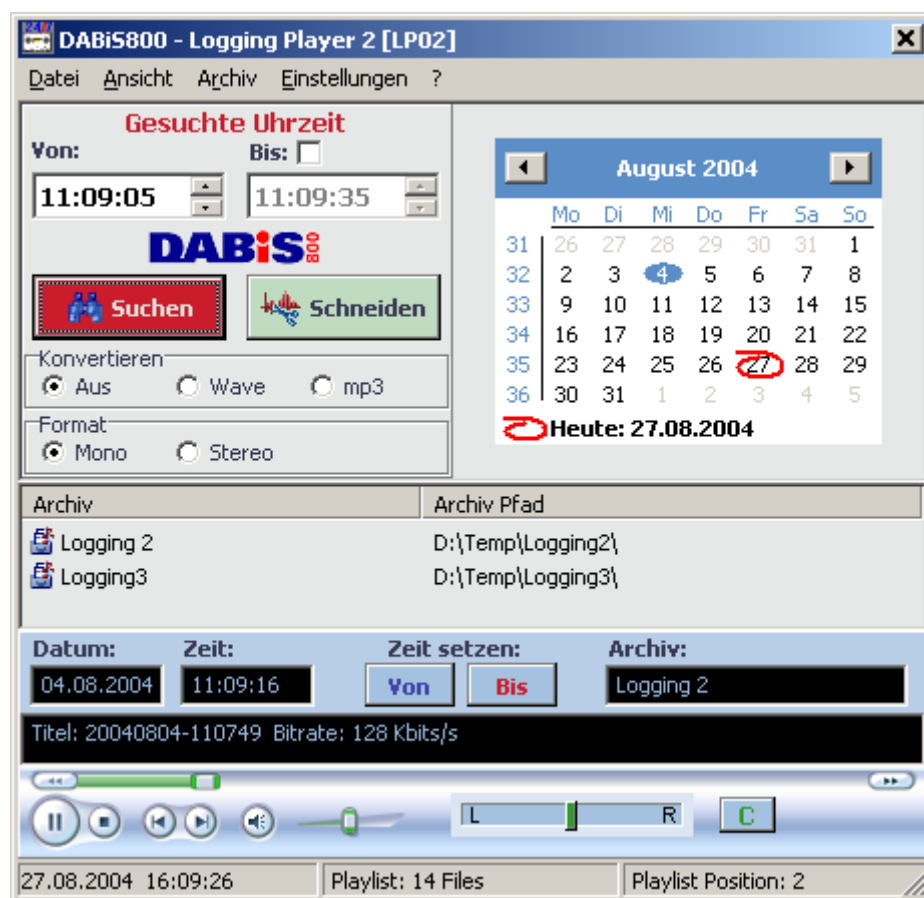 DABiS800 - Logging Player 2 [LP02]
Datei Ansicht Archiv Einstellungen ?
Gesuchte Uhrzeit
Von: Bis:
11:09:05 11:09:35
DABiS 800
Suchen Schneiden
Konvertieren
Aus Wave mp3
Format
Mono Stereo
August 2004
Mo Di Mi Do Fr Sa So
31 26 27 28 29 30 31 1
32 2 3 4 5 6 7 8
33 9 10 11 12 13 14 15
34 16 17 18 19 20 21 22
35 23 24 25 26 27 28 29
36 30 31 1 2 3 4 5
Heute: 27.08.2004
Archiv Archiv Pfad
Logging 2 D:\Temp\Logging2\
Logging3 D:\Temp\Logging3\
Datum: Zeit: Zeit setzen: Archiv:
04.08.2004 11:09:16 Von Bis Logging 2
Titel: 20040804-110749 Bitrate: 128 Kbits/s
L R C
27.08.2004 16:09:26 Playlist: 14 Files Playlist Position: 2